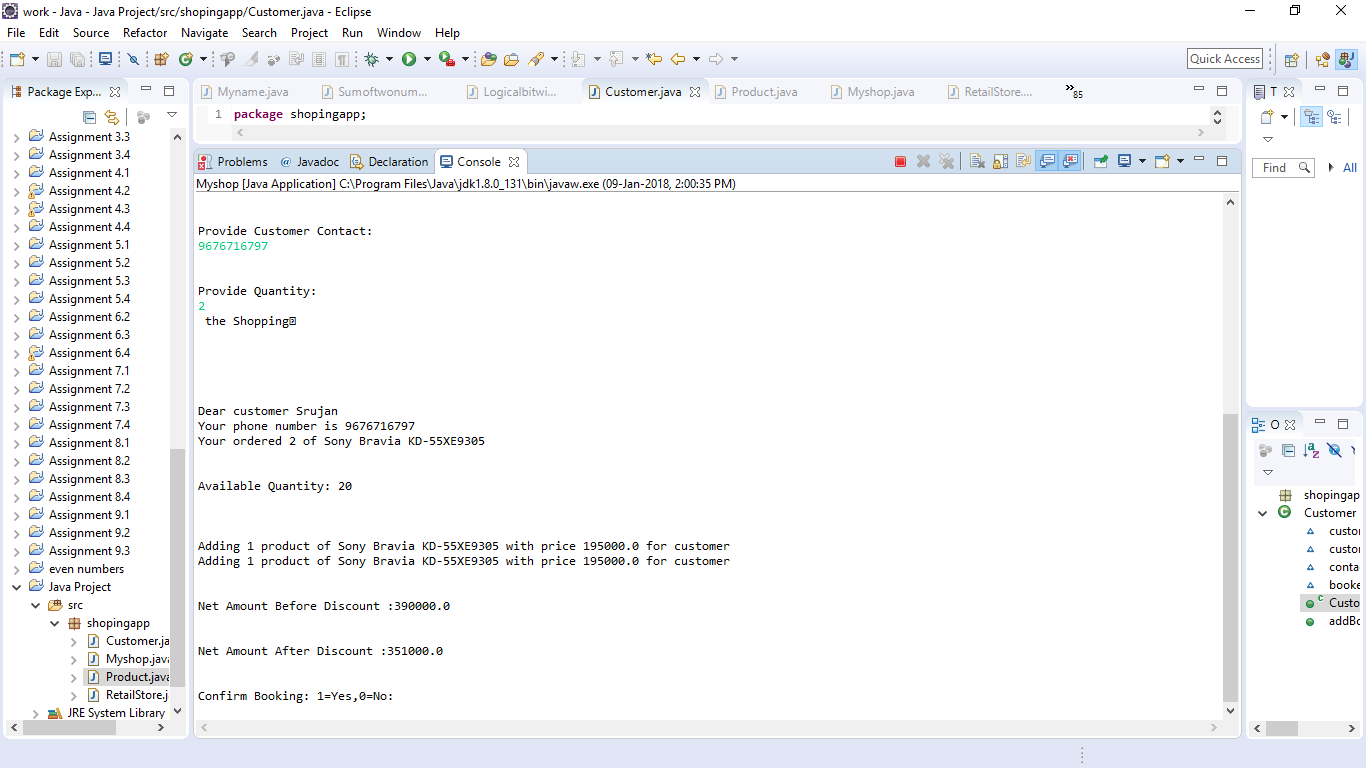 work - Java - Java Project/src/shopingapp/Customer.java - Eclipse
File Edit Source Refactor Navigate Search Project Run Window Help
Quick Access
Package Exp...
Myname.java Sumoftwonum... Logicalbitwi... Customer.java Product.java Myshop.java RetailStore.... »85
T
1 package shopingapp;
Problems @ Javadoc Declaration Console
Myshop [Java Application] C:\Program Files\Java\jdk1.8.0_131\bin\javaw.exe (09-Jan-2018, 2:00:35 PM)
Find All
Assignment 3.3
Assignment 3.4
Assignment 4.1
Assignment 4.2
Assignment 4.3
Assignment 4.4
Assignment 5.1
Assignment 5.2
Assignment 5.3
Assignment 5.4
Assignment 6.2
Assignment 6.3
Assignment 6.4
Assignment 7.1
Assignment 7.2
Assignment 7.3
Assignment 7.4
Assignment 8.1
Assignment 8.2
Assignment 8.3
Assignment 8.4
Assignment 9.1
Assignment 9.2
Assignment 9.3
even numbers
Java Project
src
shopingapp
Customer.ja
Myshop.java
Product.java
RetailStore.j
JRE System Library
Provide Customer Contact:
9676716797
Provide Quantity:
2
the Shopping
Dear customer Srujan
Your phone number is 9676716797
Your ordered 2 of Sony Bravia KD-55XE9305
Available Quantity: 20
Adding 1 product of Sony Bravia KD-55XE9305 with price 195000.0 for customer
Adding 1 product of Sony Bravia KD-55XE9305 with price 195000.0 for customer
Net Amount Before Discount :390000.0
Net Amount After Discount :351000.0
Confirm Booking: 1=Yes,0=No:
O
shopingap
Customer
custo
custo
conta
booke
Custo
addBo